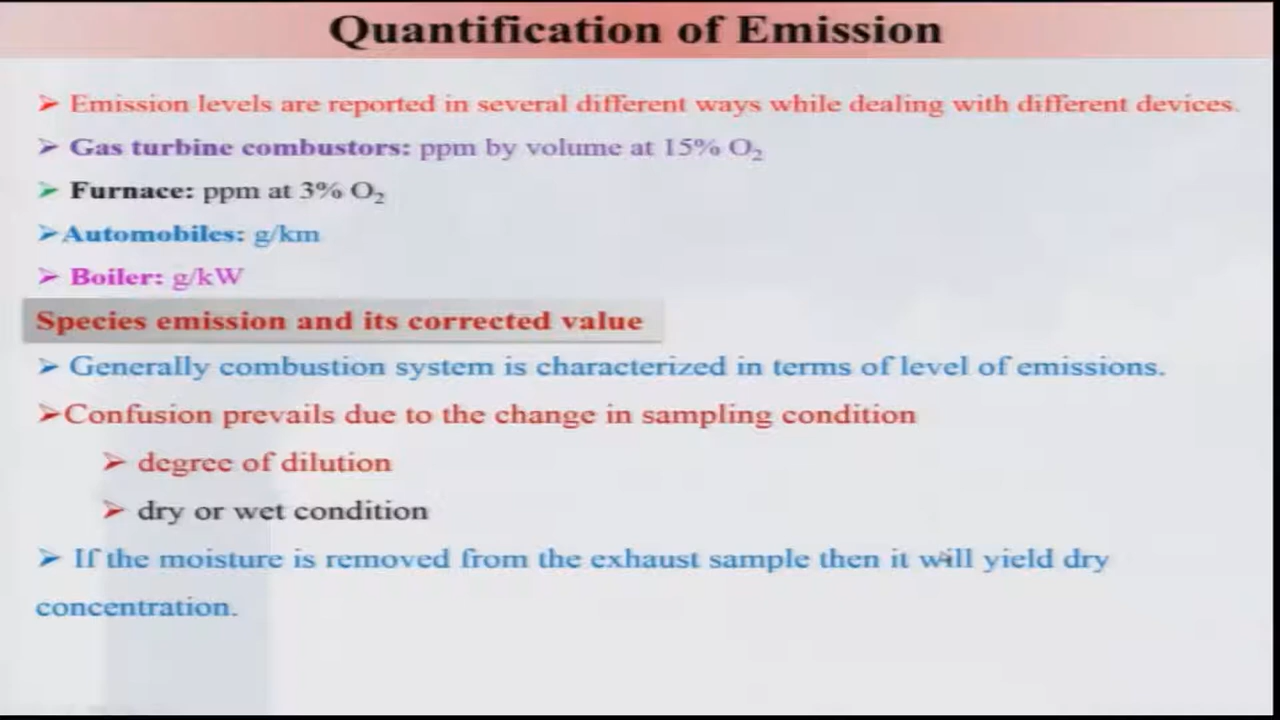 Quantification of Emission
➤ Emission levels are reported in several different ways while dealing with different devices.
➤ Gas turbine combustors: ppm by volume at 15% O₂
➤ Furnace: ppm at 3% O₂
➤Automobiles: g/km
➤ Boiler: g/kW
Species emission and its corrected value
➤ Generally combustion system is characterized in terms of level of emissions.
➤Confusion prevails due to the change in sampling condition
➤ degree of dilution
➤ dry or wet condition
➤ If the moisture is removed from the exhaust sample then it will yield dry
concentration.